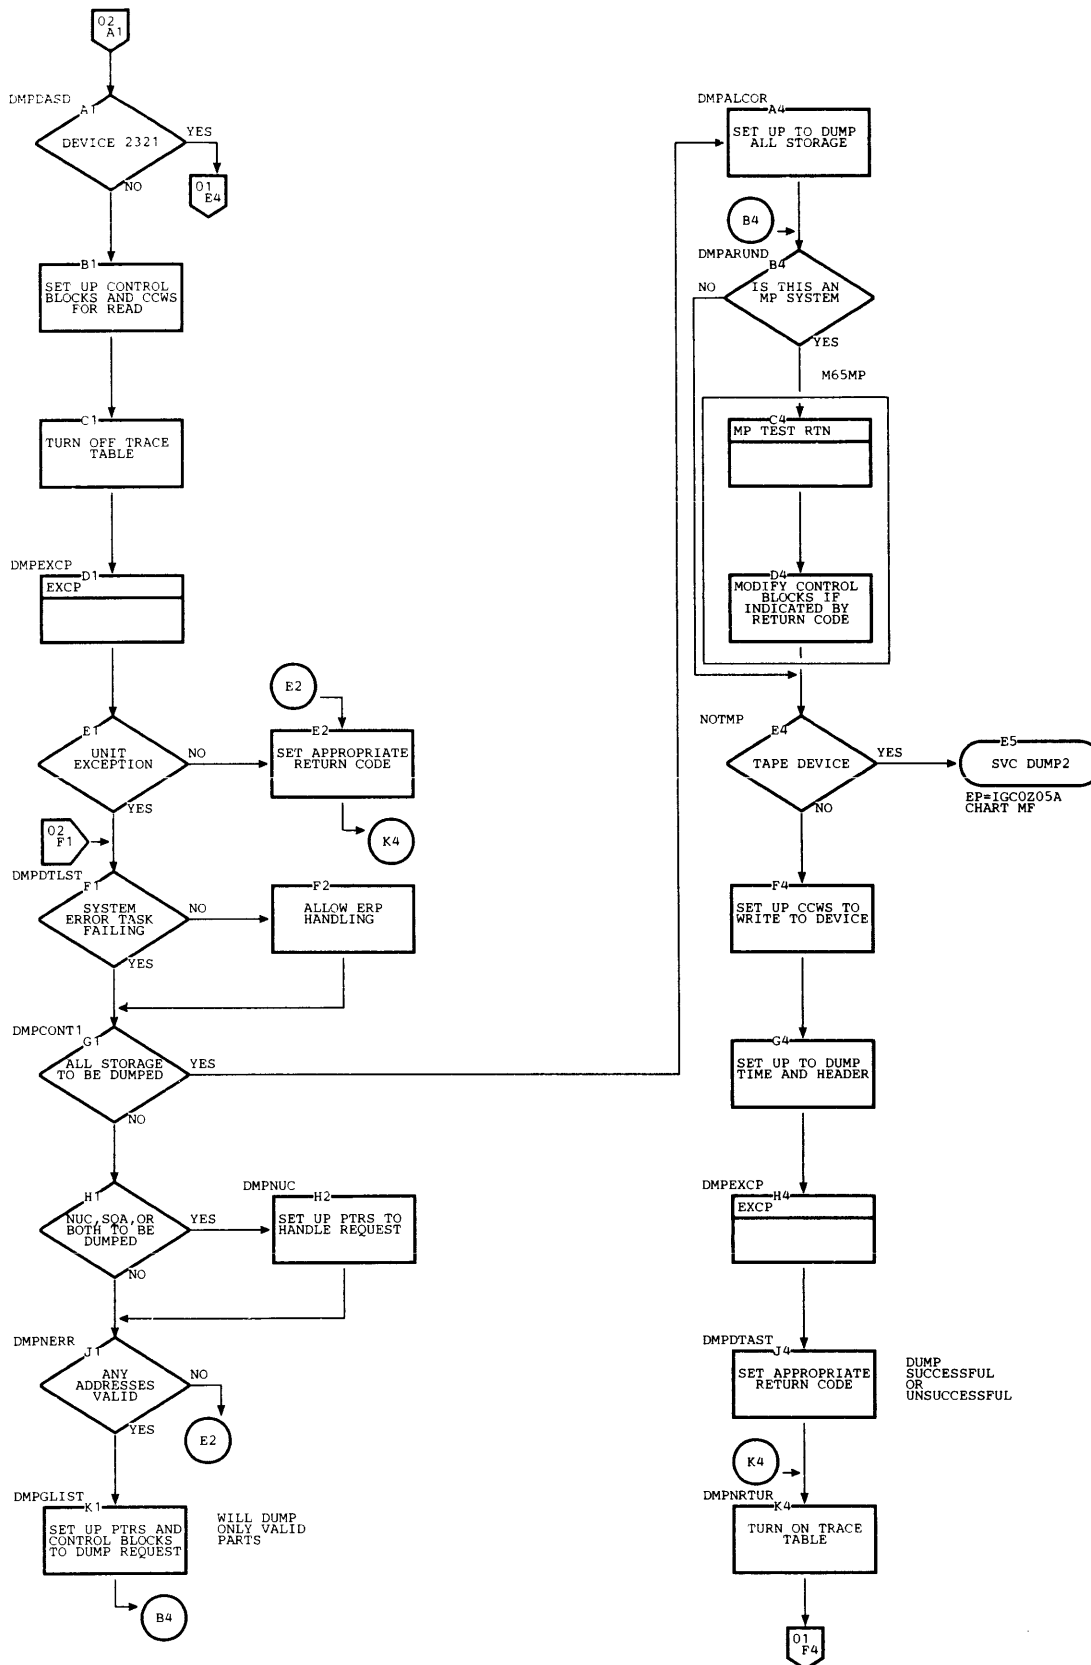 02
A1
DMPDASD
A1
DEVICE 2321
YES
01
E4
NO
B1
SET UP CONTROL
BLOCKS AND CCWS
FOR READ
C1
TURN OFF TRACE
TABLE
DMPEXCP
D1
EXCP
E1
UNIT
EXCEPTION
NO
YES
E2
E2
SET APPROPRIATE
RETURN CODE
K4
02
F1
DMPDTLST
F1
SYSTEM
ERROR TASK
FAILING
NO
YES
F2
ALLOW ERP
HANDLING
DMPCONT1
G1
ALL STORAGE
TO BE DUMPED
YES
NO
H1
NUC,SQA,OR
BOTH TO BE
DUMPED
YES
NO
DMPNUC
H2
SET UP PTRS TO
HANDLE REQUEST
DMPNERR
J1
ANY
ADDRESSES
VALID
NO
E2
YES
DMPGLIST
K1
SET UP PTRS AND
CONTROL BLOCKS
TO DUMP REQUEST
WILL DUMP
ONLY VALID
PARTS
B4
DMPALCOR
A4
SET UP TO DUMP
ALL STORAGE
B4
DMPARUND
B4
IS THIS AN
MP SYSTEM
NO
YES
M65MP
C4
MP TEST RTN
D4
MODIFY CONTROL
BLOCKS IF
INDICATED BY
RETURN CODE
NOTMP
E4
TAPE DEVICE
YES
NO
E5
SVC DUMP2
EP=IGC0Z05A
CHART MF
F4
SET UP CCWS TO
WRITE TO DEVICE
G4
SET UP TO DUMP
TIME AND HEADER
DMPEXCP
H4
EXCP
DMPDTAST
J4
SET APPROPRIATE
RETURN CODE
DUMP
SUCCESSFUL
OR
UNSUCCESSFUL
K4
DMPNRTUR
K4
TURN ON TRACE
TABLE
01
F4